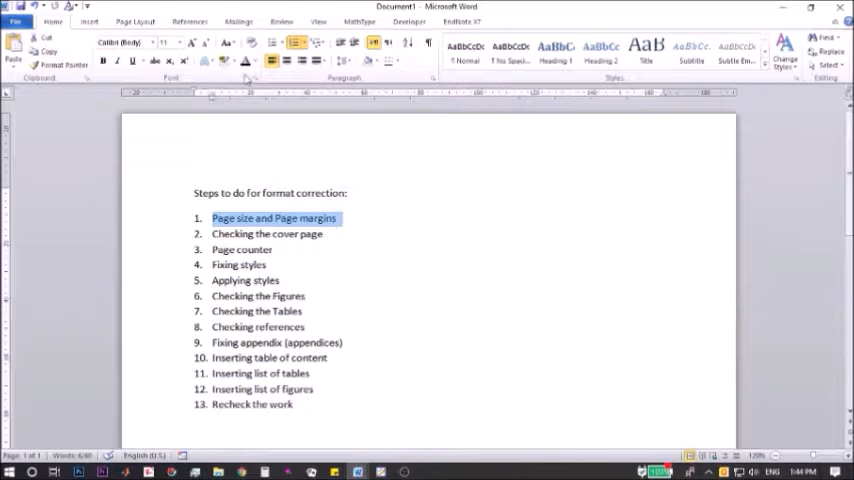 Document1 - Microsoft Word
File Home Insert Page Layout References Mailings Review View MathType Developer EndNote X7
Cut
Copy
Format Painter
Paste
Clipboard
Calibri (Body) 11
B I U abc
Font
Paragraph
AaBbCcDc AaBbCcDc AaBbC AaBbCc AaB AaBbCc. AaBbCcDc
¶ Normal ¶ No Spaci... Heading 1 Heading 2 Title Subtitle Subtle Em...
Change Styles
Styles
Find
Replace
Select
Editing
Steps to do for format correction:
1. Page size and Page margins
2. Checking the cover page
3. Page counter
4. Fixing styles
5. Applying styles
6. Checking the Figures
7. Checking the Tables
8. Checking references
9. Fixing appendix (appendices)
10. Inserting table of content
11. Inserting list of tables
12. Inserting list of figures
13. Recheck the work
Page: 1 of 1 Words: 6/60 English (U.S.) 120%
100% ENG 1:44 PM